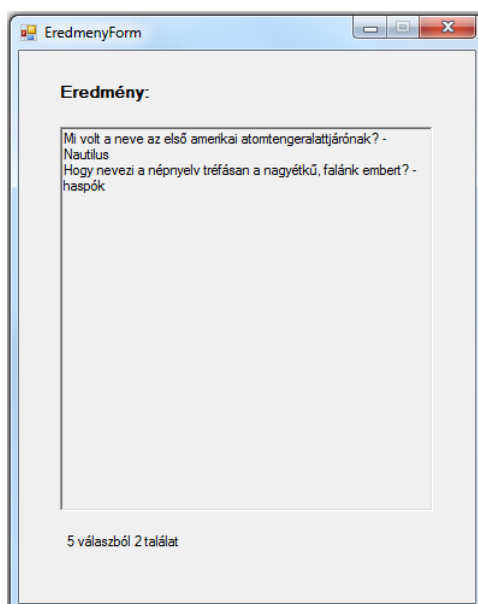 EredmenyForm
Eredmény:
Mi volt a neve az első amerikai atomtengeralattjárónak? -
Nautilus
Hogy nevezi a népnyelv tréfásan a nagyétkű, falánk embert? -
haspók
5 válaszból 2 találat